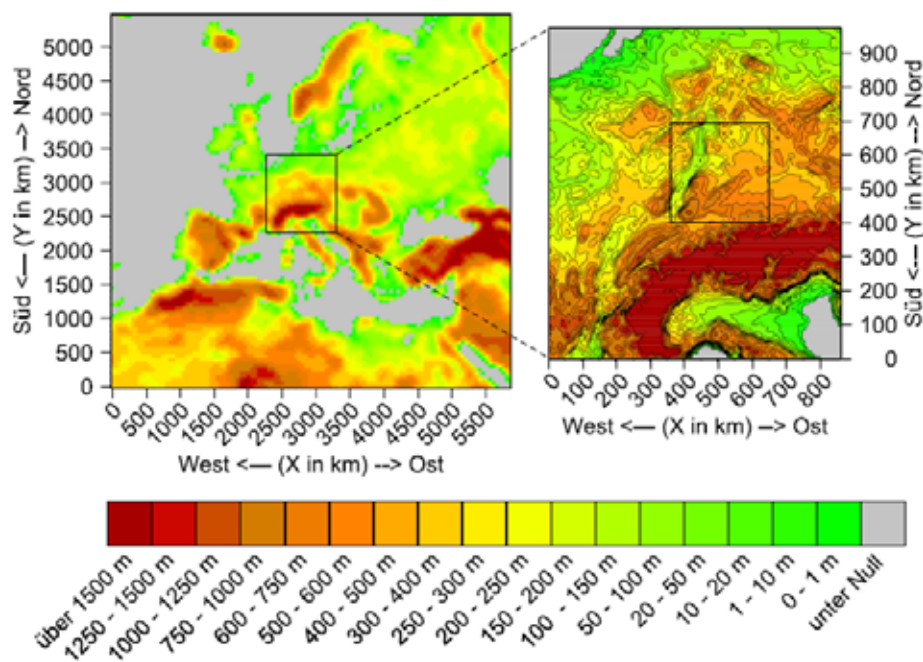 5000
4500
4000
3500
3000
2500
2000
1500
1000
500
0
Süd <— (Y in km) —> Nord
0
500
1000
1500
2000
2500
3000
3500
4000
4500
5000
5500
West <— (X in km) --> Ost
900
800
700
600
500
400
300
200
100
0
Süd <— (Y in km) —> Nord
0
100
200
300
400
500
600
700
800
West <— (X in km) —> Ost
über 1500 m
1250 - 1500 m
1000 - 1250 m
750 - 1000 m
600 - 750 m
500 - 600 m
400 - 500 m
300 - 400 m
250 - 300 m
200 - 250 m
150 - 200 m
100 - 150 m
50 - 100 m
20 - 50 m
10 - 20 m
1 - 10 m
0 - 1 m
unter Null